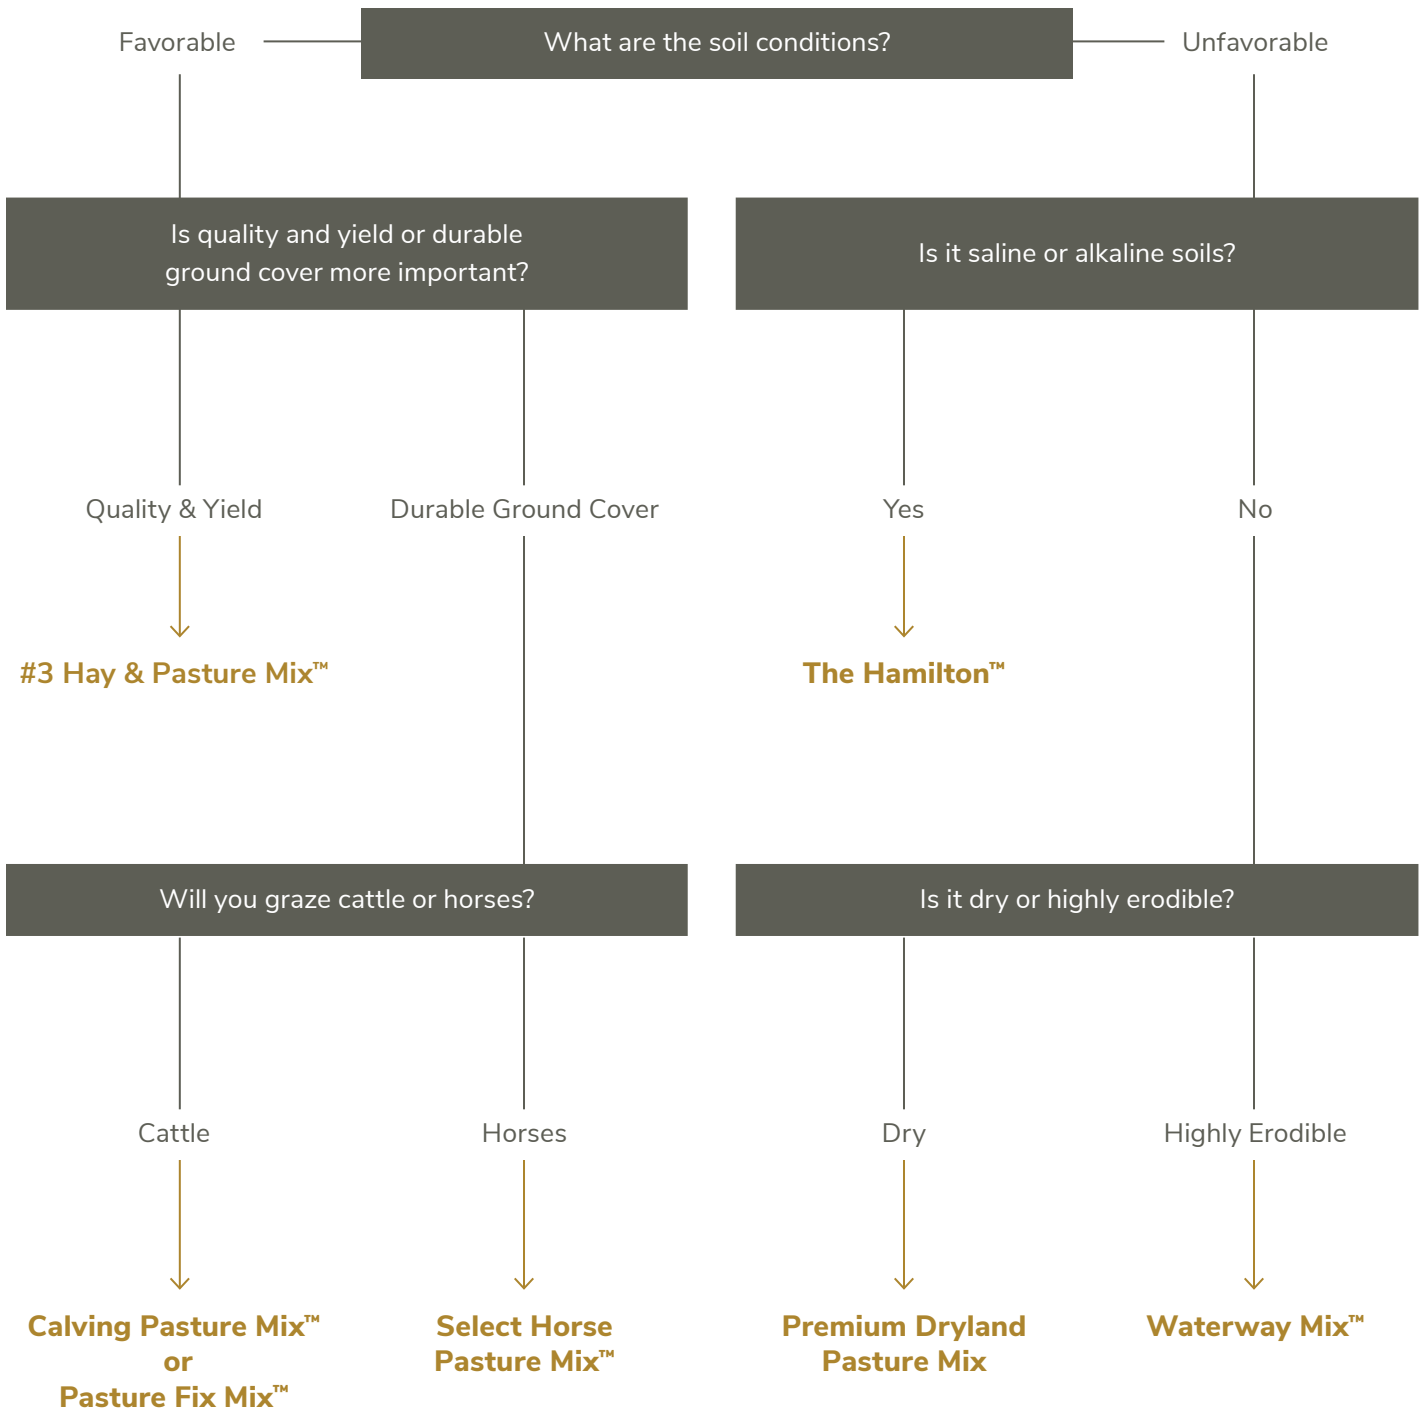 Favorable
What are the soil conditions?
Unfavorable
Is quality and yield or durable
ground cover more important?
Is it saline or alkaline soils?
Quality & Yield
Durable Ground Cover
Yes
No
#3 Hay & Pasture Mix™
The Hamilton™
Will you graze cattle or horses?
Is it dry or highly erodible?
Cattle
Horses
Dry
Highly Erodible
Calving Pasture Mix™
or
Pasture Fix Mix™
Select Horse
Pasture Mix™
Premium Dryland
Pasture Mix
Waterway Mix™